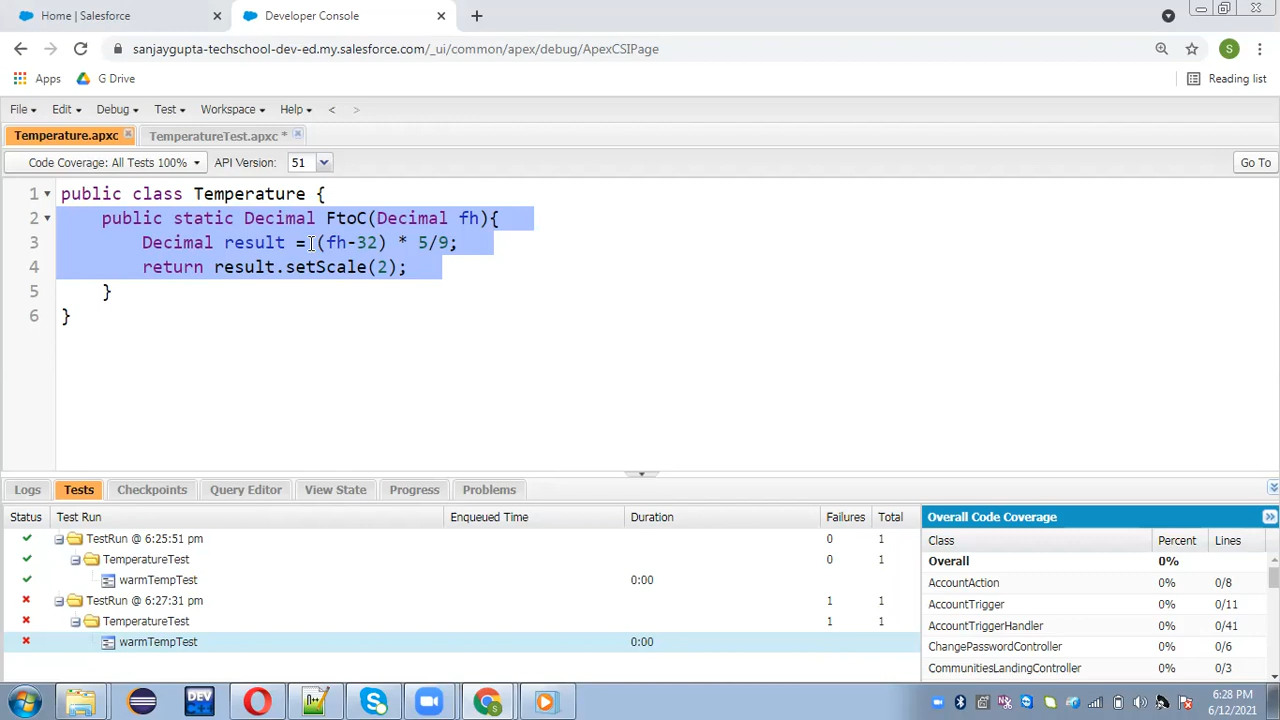 Home | Salesforce
Developer Console
sanjaygupta-techschool-dev-ed.my.salesforce.com/_ui/common/apex/debug/ApexCSIPage
S
Apps
G Drive
Reading list
File Edit Debug Test Workspace Help < >
Temperature.apxc
TemperatureTest.apxc *
Code Coverage: All Tests 100%
API Version: 51
Go To
1 public class Temperature {
2 public static Decimal FtoC(Decimal fh){
3 Decimal result = (fh-32) * 5/9;
4 return result.setScale(2);
5 }
6 }
Logs Tests Checkpoints Query Editor View State Progress Problems
Status Test Run Enqueued Time Duration Failures Total
TestRun @ 6:25:51 pm 0 1
TemperatureTest 0 1
warmTempTest 0:00
TestRun @ 6:27:31 pm 1 1
TemperatureTest 1 1
warmTempTest 0:00
Overall Code Coverage
Class Percent Lines
Overall 0%
AccountAction 0% 0/8
AccountTrigger 0% 0/11
AccountTriggerHandler 0% 0/41
ChangePasswordController 0% 0/6
CommunitiesLandingController 0% 0/3
DEV
6:28 PM
6/12/2021